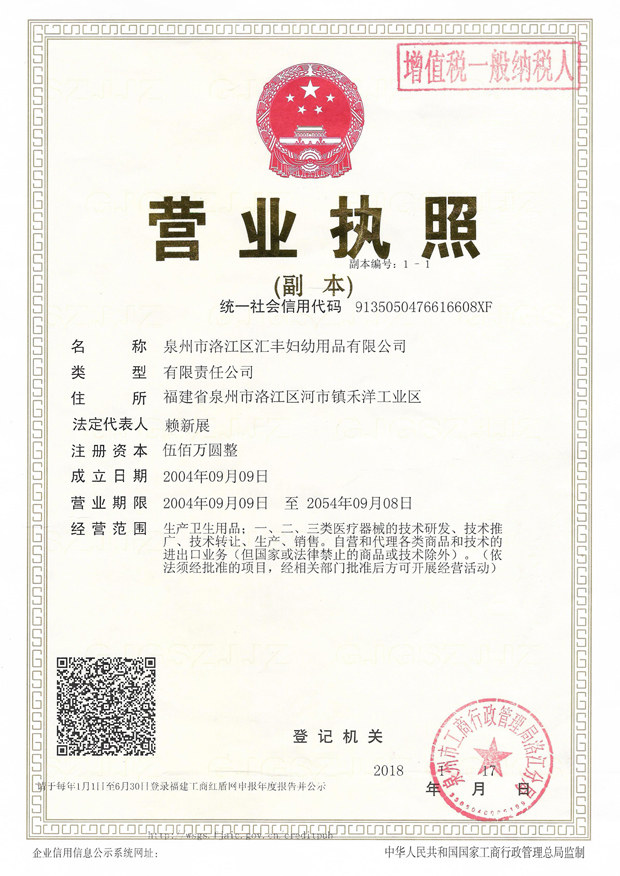 增值税一般纳税人
营业执照
副本编号：1－1
(副 本)
统一社会信用代码 9135050476616608XF
名 称 泉州市洛江区汇丰妇幼用品有限公司
类 型 有限责任公司
住 所 福建省泉州市洛江区河市镇禾洋工业区
法定代表人 赖新展
注册资本 伍佰万圆整
成立日期 2004年09月09日
营业期限 2004年09月09日 至 2054年09月08日
经营范围 生产卫生用品；一、二、三类医疗器械的技术研发、技术推
广、技术转让、生产、销售。自营和代理各类商品和技术的
进出口业务（但国家或法律禁止的商品或技术除外）。（依
法须经批准的项目，经相关部门批准后方可开展经营活动）
登记机关
泉州市工商行政管理局洛江分局
2018 1 17
年 月 日
请于每年1月1日至6月30日登录福建工商红盾网申报年度报告并公示
企业信用信息公示系统网址：
中华人民共和国国家工商行政管理总局监制